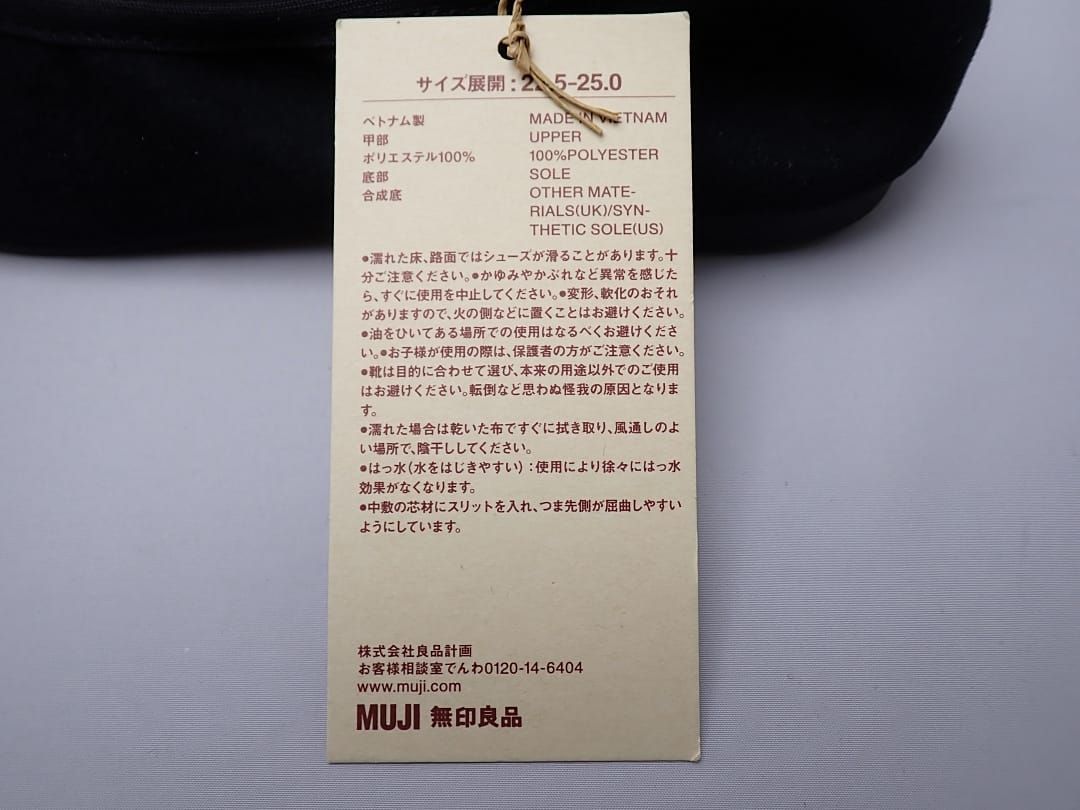 サイズ展開:2 .5-25.0
ベトナム製
甲部
ポリエステル100%
底部
合成底
MADE IN VIETNAM
UPPER
100%POLYESTER
SOLE
OTHER MATE-
RIALS(UK)/SYN-
THETIC SOLE(US)
●濡れた床、路面ではシューズが滑ることがあります。十
分ご注意ください。●かゆみやかぶれなど異常を感じた
ら、すぐに使用を中止してください。●変形、軟化のおそれ
がありますので、火の側などに置くことはお避けください。
●油をひいてある場所での使用はなるべくお避けくださ
い。●お子様が使用の際は、保護者の方がご注意ください。
●靴は目的に合わせて選び、本来の用途以外でのご使用
はお避けください。転倒など思わぬ怪我の原因となりま
す。
●濡れた場合は乾いた布ですぐに拭き取り、風通しのよ
い場所で、陰干ししてください。
●はっ水(水をはじきやすい):使用により徐々にはっ水
効果がなくなります。
●中敷の芯材にスリットを入れ、つま先側が屈曲しやすい
ようにしています。
株式会社良品計画
お客様相談室でんわ0120-14-6404
www.muji.com
MUJI 無印良品